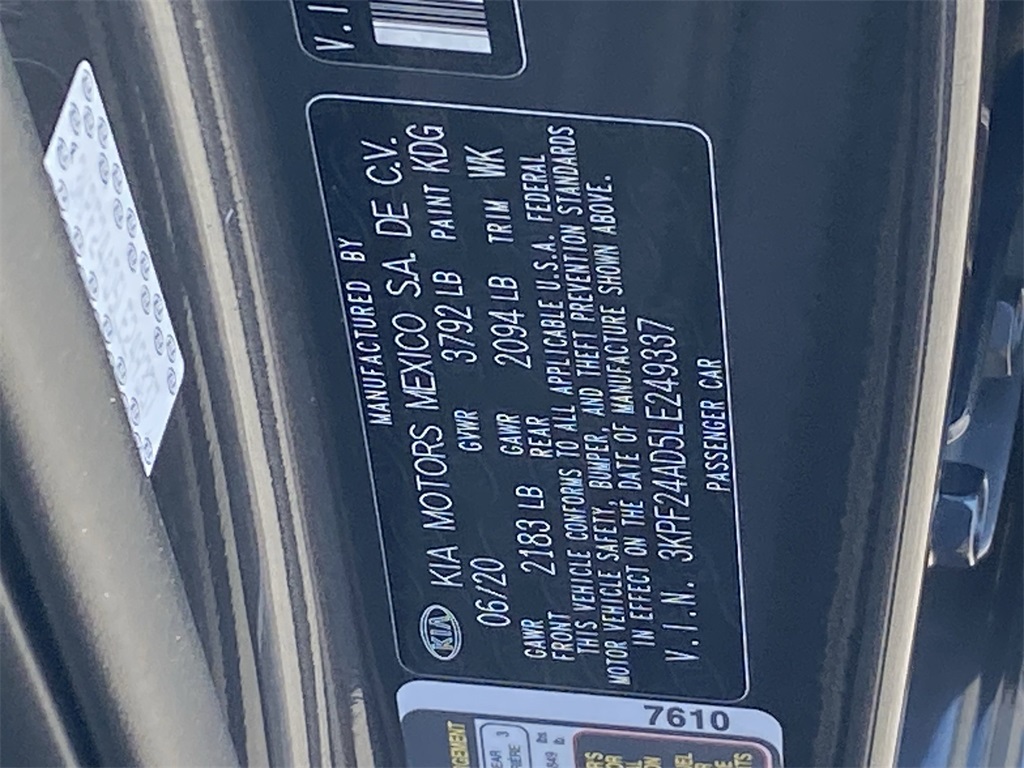 V.I
MANUFACTURED BY
KIA KIA MOTORS MEXICO S.A. DE C.V.
06/20 GVWR 3792 LB PAINT KDG
GAWR FRONT 2183 LB GAWR REAR 2094 LB TRIM WK
THIS VEHICLE CONFORMS TO ALL APPLICABLE U.S.A. FEDERAL
MOTOR VEHICLE SAFETY, BUMPER, AND THEFT PREVENTION STANDARDS
IN EFFECT ON THE DATE OF MANUFACTURE SHOWN ABOVE.
V.I.N. 3KPF24AD5LE249337
PASSENGER CAR
7610